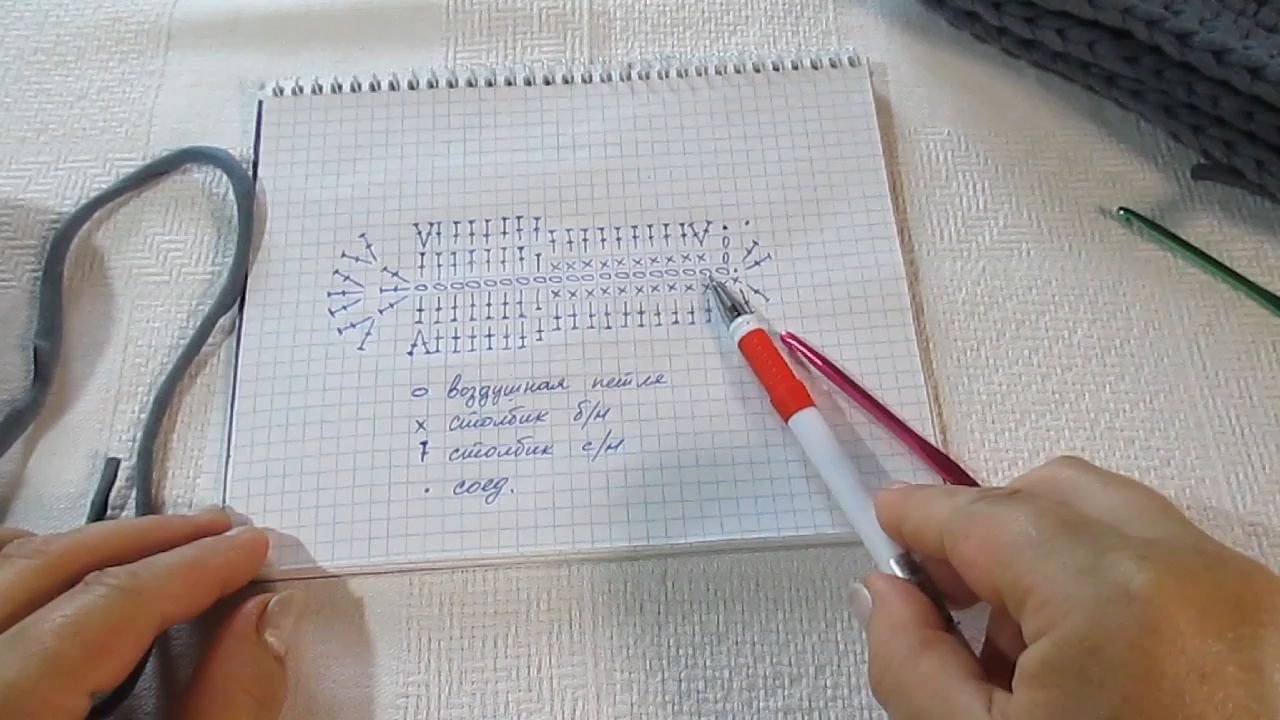 o воздушная петля
x столбик б/н
† столбик с/н
. соед.